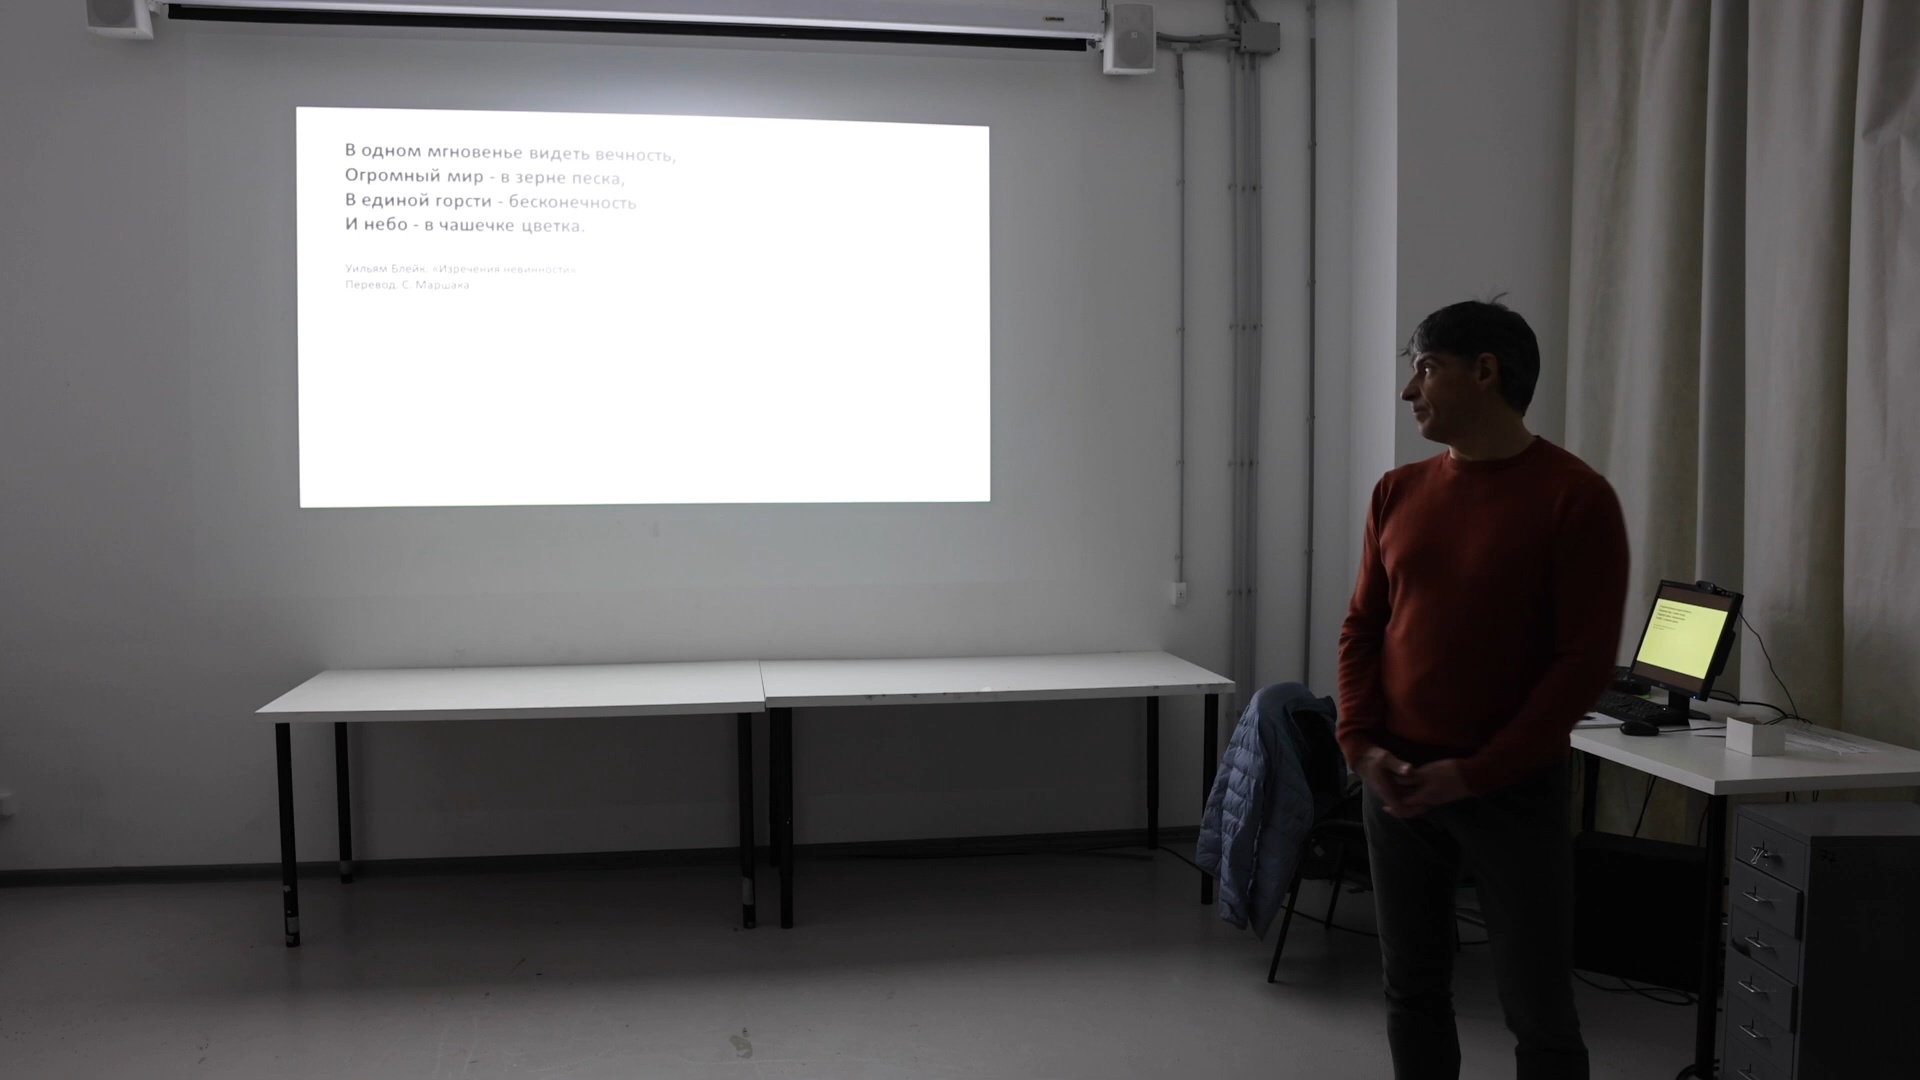 В одном мгновенье видеть вечность,
Огромный мир - в зерне песка,
В единой горсти - бесконечность
И небо - в чашечке цветка.
Уильям Блейк. «Изречения невинности»
Перевод. С. Маршака